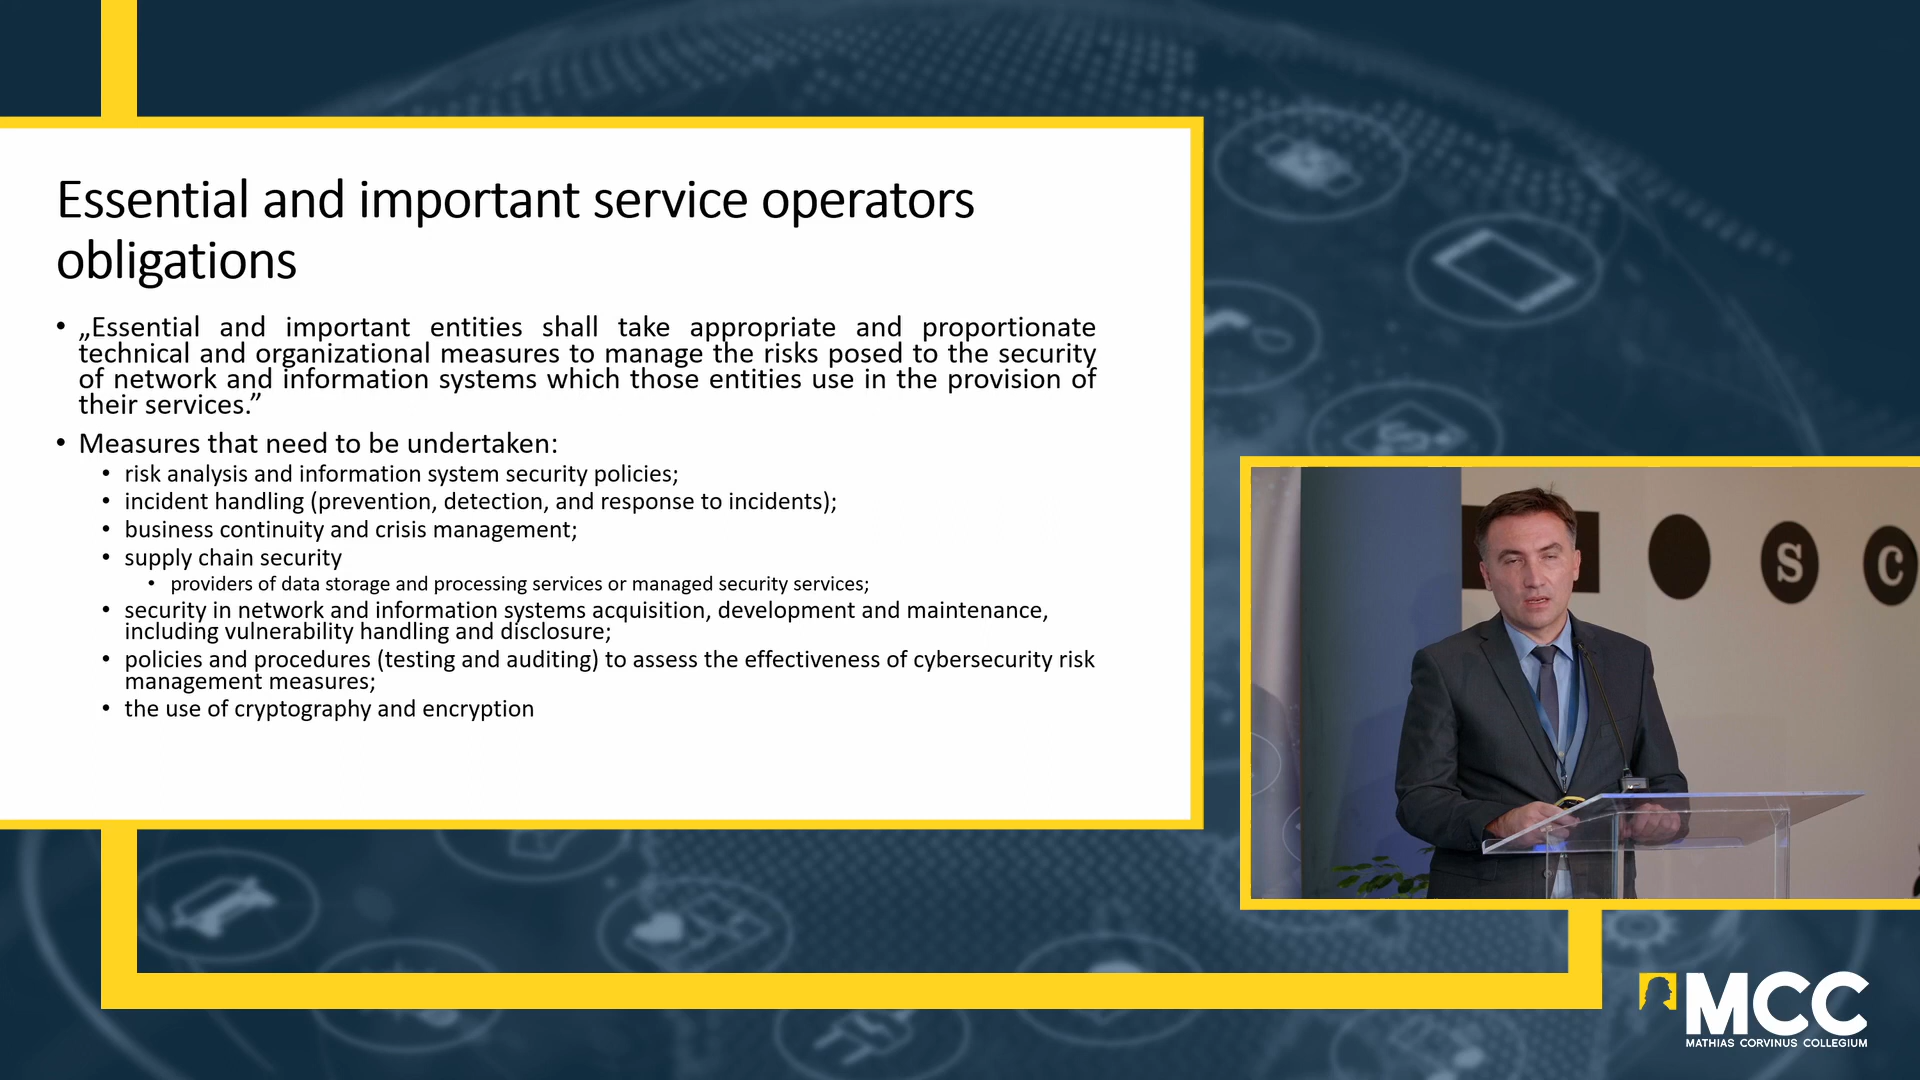 Essential and important service operators
obligations
• „Essential and important entities shall take appropriate and proportionate
technical and organizational measures to manage the risks posed to the security
of network and information systems which those entities use in the provision of
their services.”
• Measures that need to be undertaken:
• risk analysis and information system security policies;
• incident handling (prevention, detection, and response to incidents);
• business continuity and crisis management;
• supply chain security
• providers of data storage and processing services or managed security services;
• security in network and information systems acquisition, development and maintenance,
including vulnerability handling and disclosure;
• policies and procedures (testing and auditing) to assess the effectiveness of cybersecurity risk
management measures;
• the use of cryptography and encryption
S C
MCC
MATHIAS CORVINUS COLLEGIUM